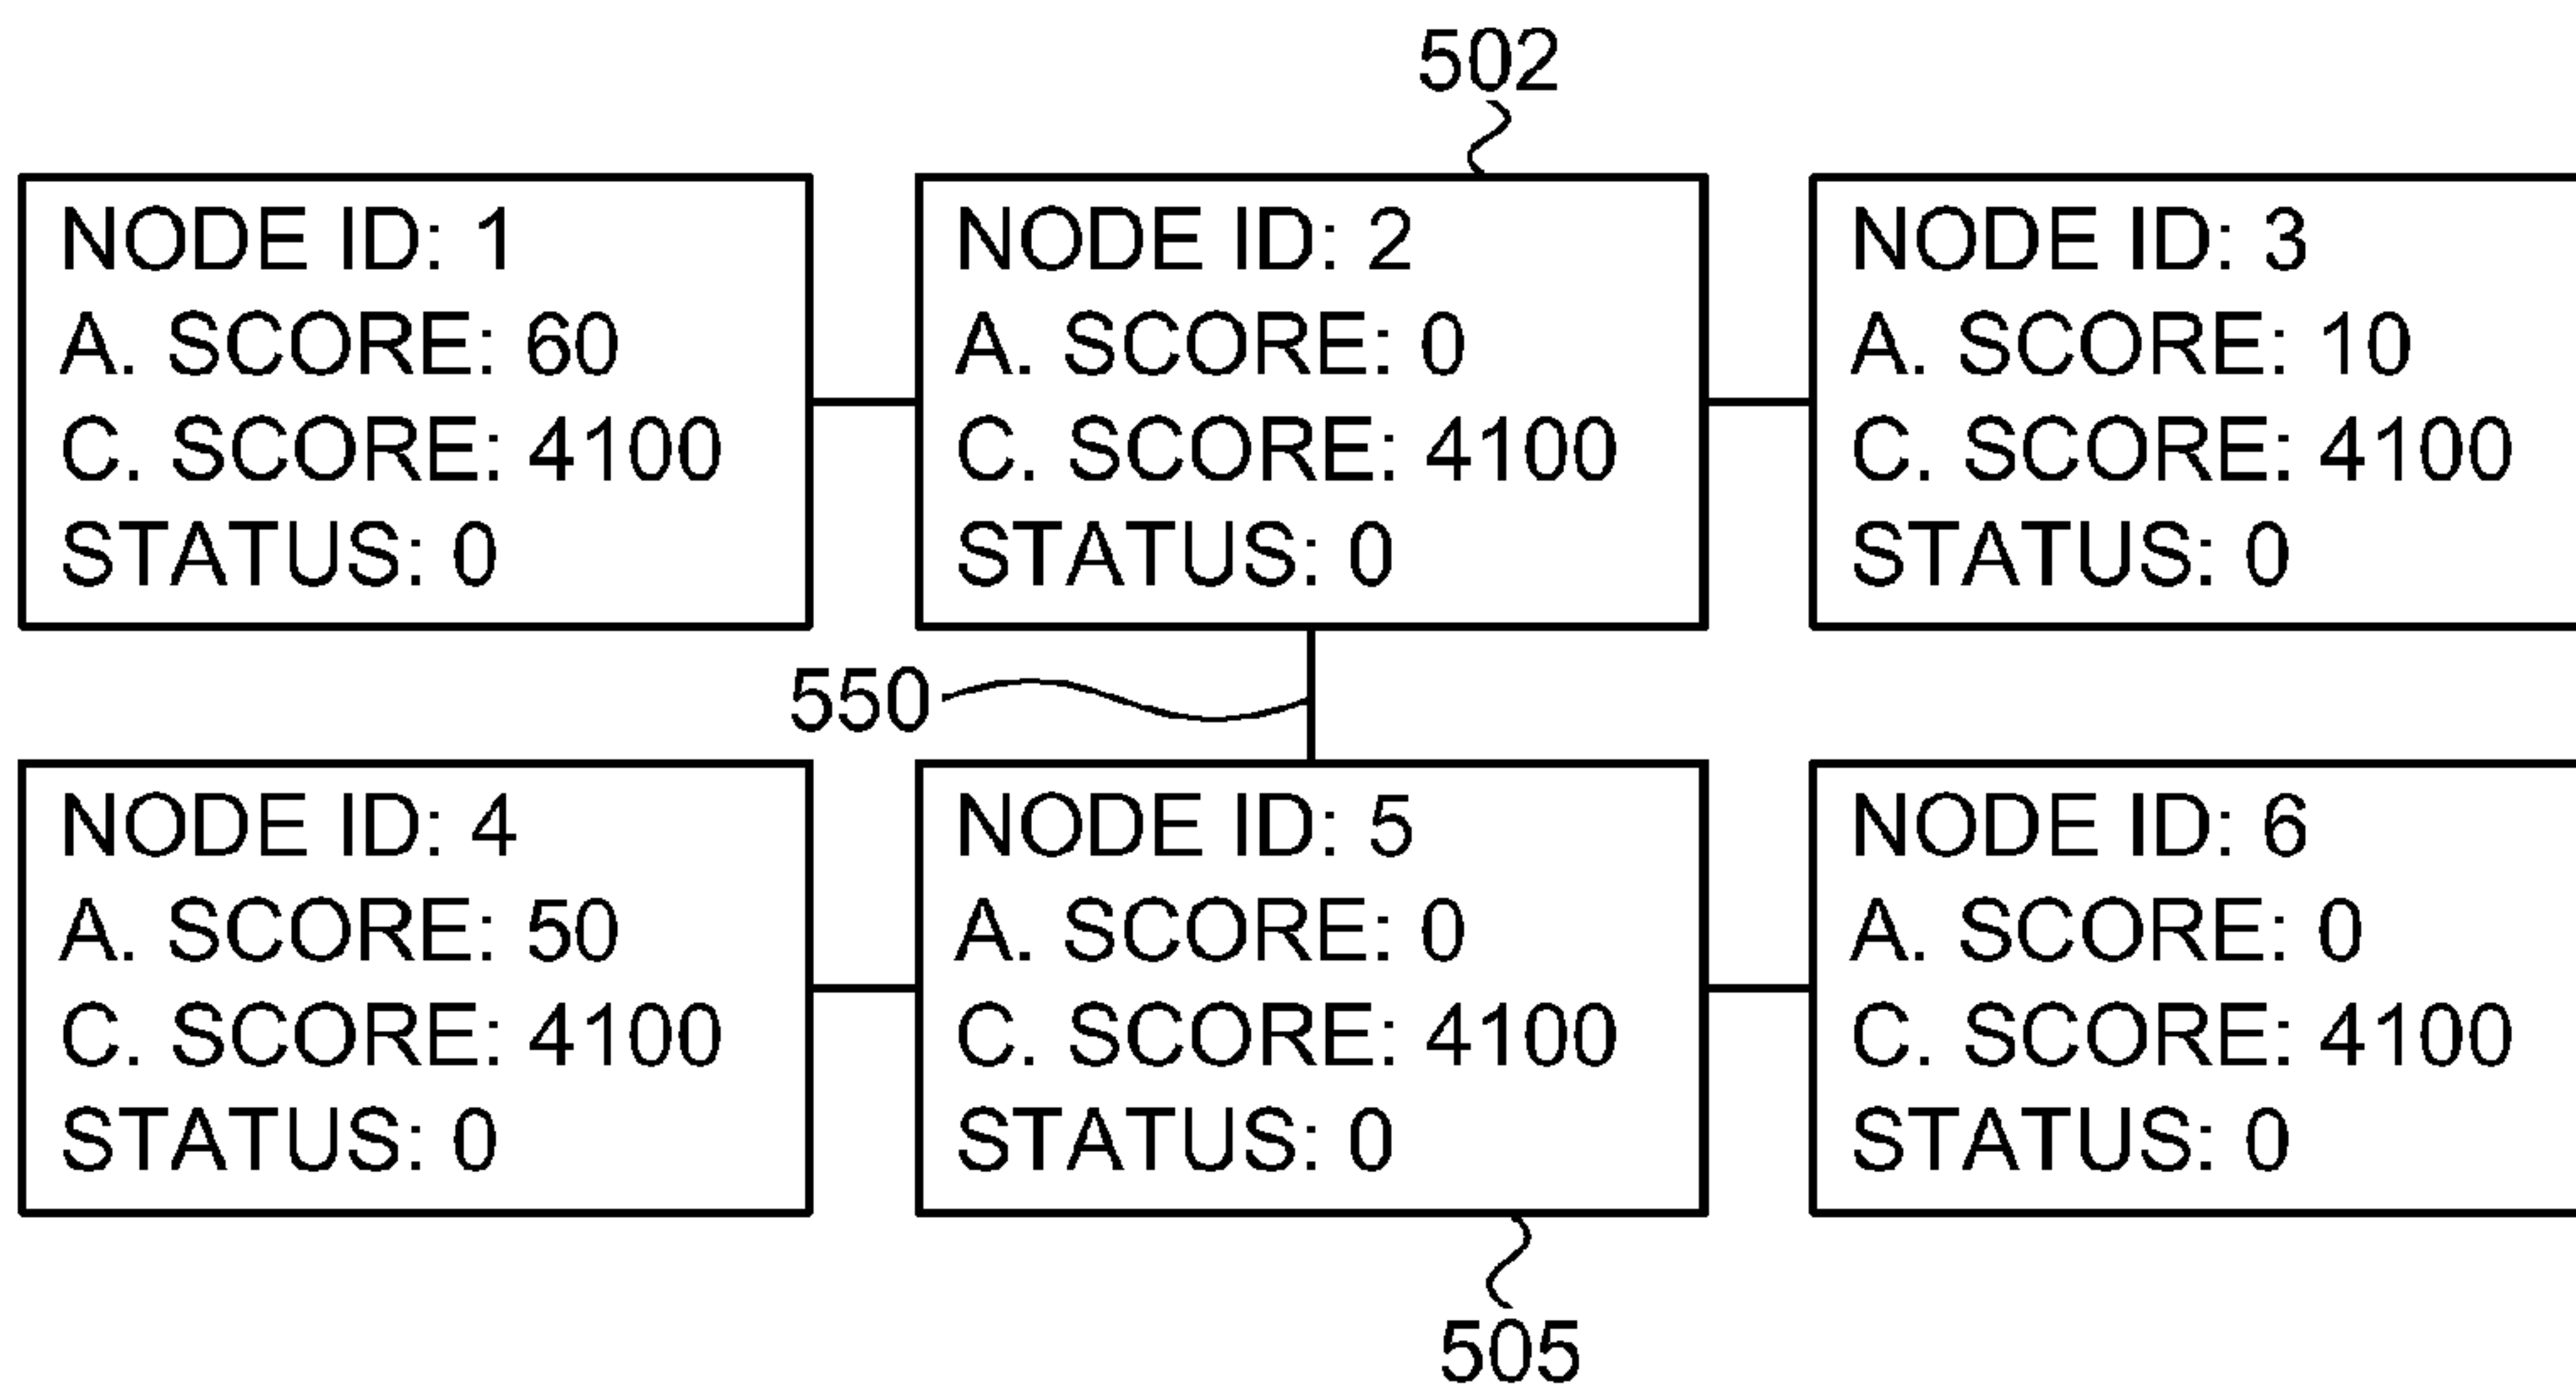 502
NODE ID: 1
A. SCORE: 60
C. SCORE: 4100
STATUS: 0
NODE ID: 2
A. SCORE: 0
C. SCORE: 4100
STATUS: 0
NODE ID: 3
A. SCORE: 10
C. SCORE: 4100
STATUS: 0
550
NODE ID: 4
A. SCORE: 50
C. SCORE: 4100
STATUS: 0
NODE ID: 5
A. SCORE: 0
C. SCORE: 4100
STATUS: 0
NODE ID: 6
A. SCORE: 0
C. SCORE: 4100
STATUS: 0
505